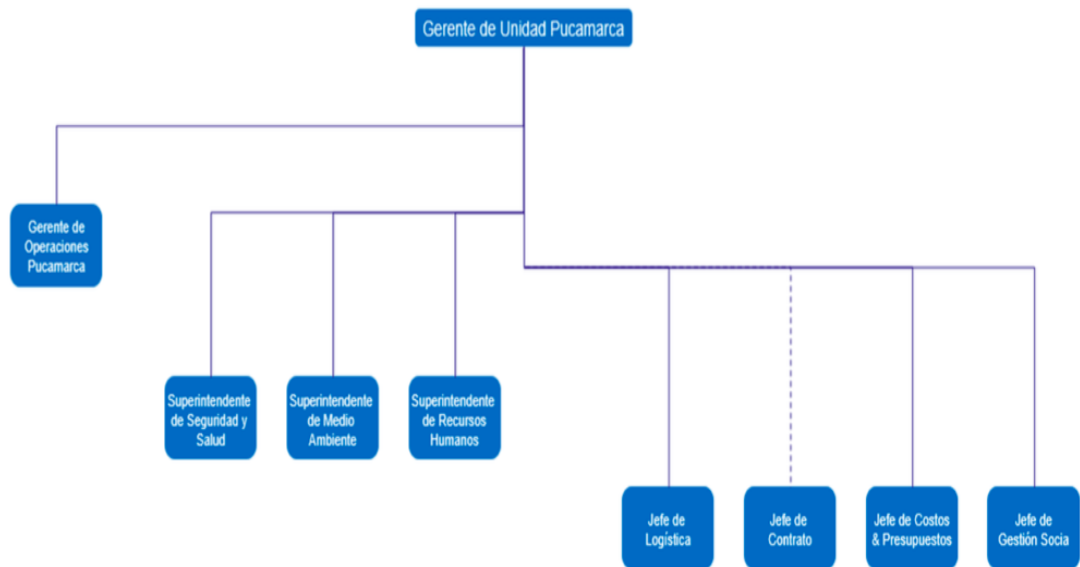 Gerente de Unidad Pucamarca
Gerente de
Operaciones
Pucamarca
Superintendente
de Seguridad y
Salud
Superintendente
de Medio
Ambiente
Superintendente
de Recursos
Humanos
Jefe de
Logística
Jefe de
Contrato
Jefe de Costos
& Presupuestos
Jefe de
Gestión Socia